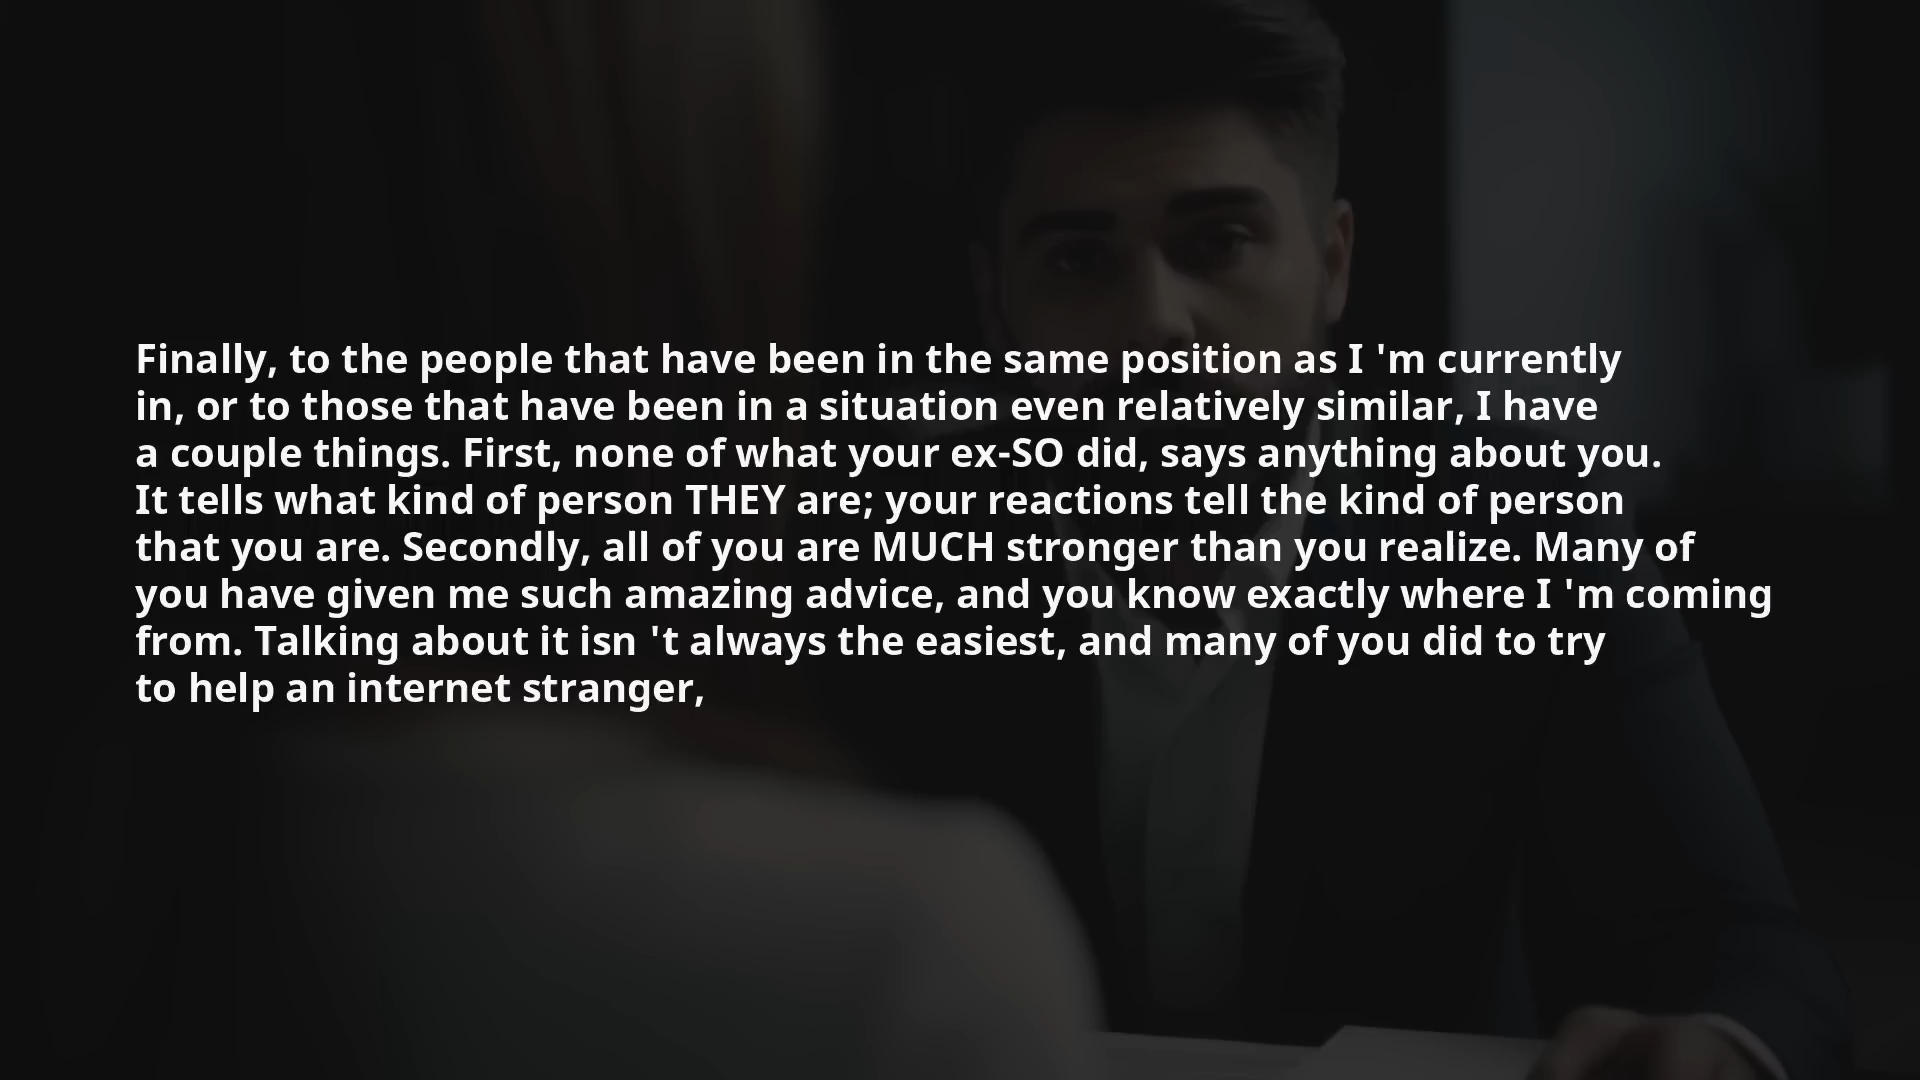 Finally, to the people that have been in the same position as I 'm currently
in, or to those that have been in a situation even relatively similar, I have
a couple things. First, none of what your ex-SO did, says anything about you.
It tells what kind of person THEY are; your reactions tell the kind of person
that you are. Secondly, all of you are MUCH stronger than you realize. Many of
you have given me such amazing advice, and you know exactly where I 'm coming
from. Talking about it isn 't always the easiest, and many of you did to try
to help an internet stranger,